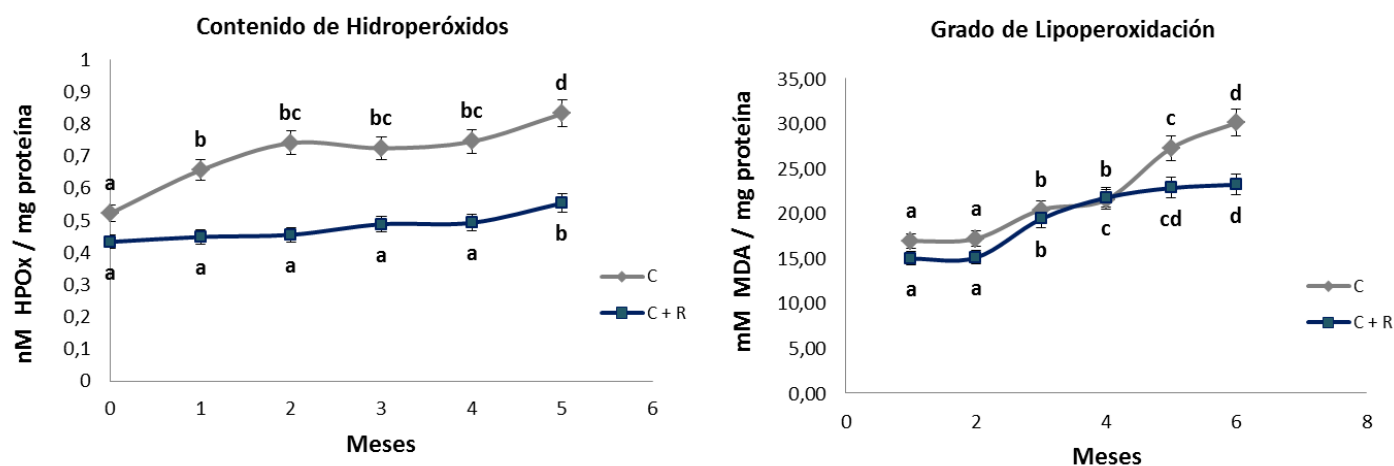 Contenido de Hidroperóxidos
nM HPOx / mg proteína
1
0,9
0,8
0,7
0,6
0,5
0,4
0,3
0,2
0,1
0
a
b
bc
bc
bc
d
a
a
a
a
a
b
0
1
2
3
4
5
6
Meses
C
C + R
Grado de Lipoperoxidación
mM MDA / mg proteína
35,00
30,00
25,00
20,00
15,00
10,00
5,00
0,00
a
a
b
b
c
d
a
a
b
c
cd
d
0
2
4
6
8
Meses
C
C + R